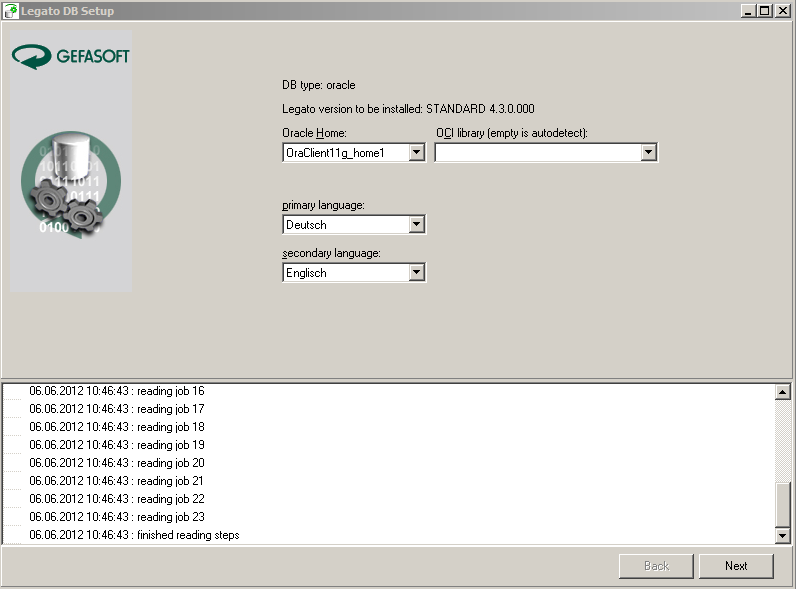 Legato DB Setup
GEFASOFT
DB type: oracle
Legato version to be installed: STANDARD 4.3.0.000
Oracle Home: OCI library (empty is autodetect):
OraClient11g_home1
primary language:
Deutsch
secondary language:
Englisch
06.06.2012 10:46:43 : reading job 16
06.06.2012 10:46:43 : reading job 17
06.06.2012 10:46:43 : reading job 18
06.06.2012 10:46:43 : reading job 19
06.06.2012 10:46:43 : reading job 20
06.06.2012 10:46:43 : reading job 21
06.06.2012 10:46:43 : reading job 22
06.06.2012 10:46:43 : reading job 23
06.06.2012 10:46:43 : finished reading steps
Back Next